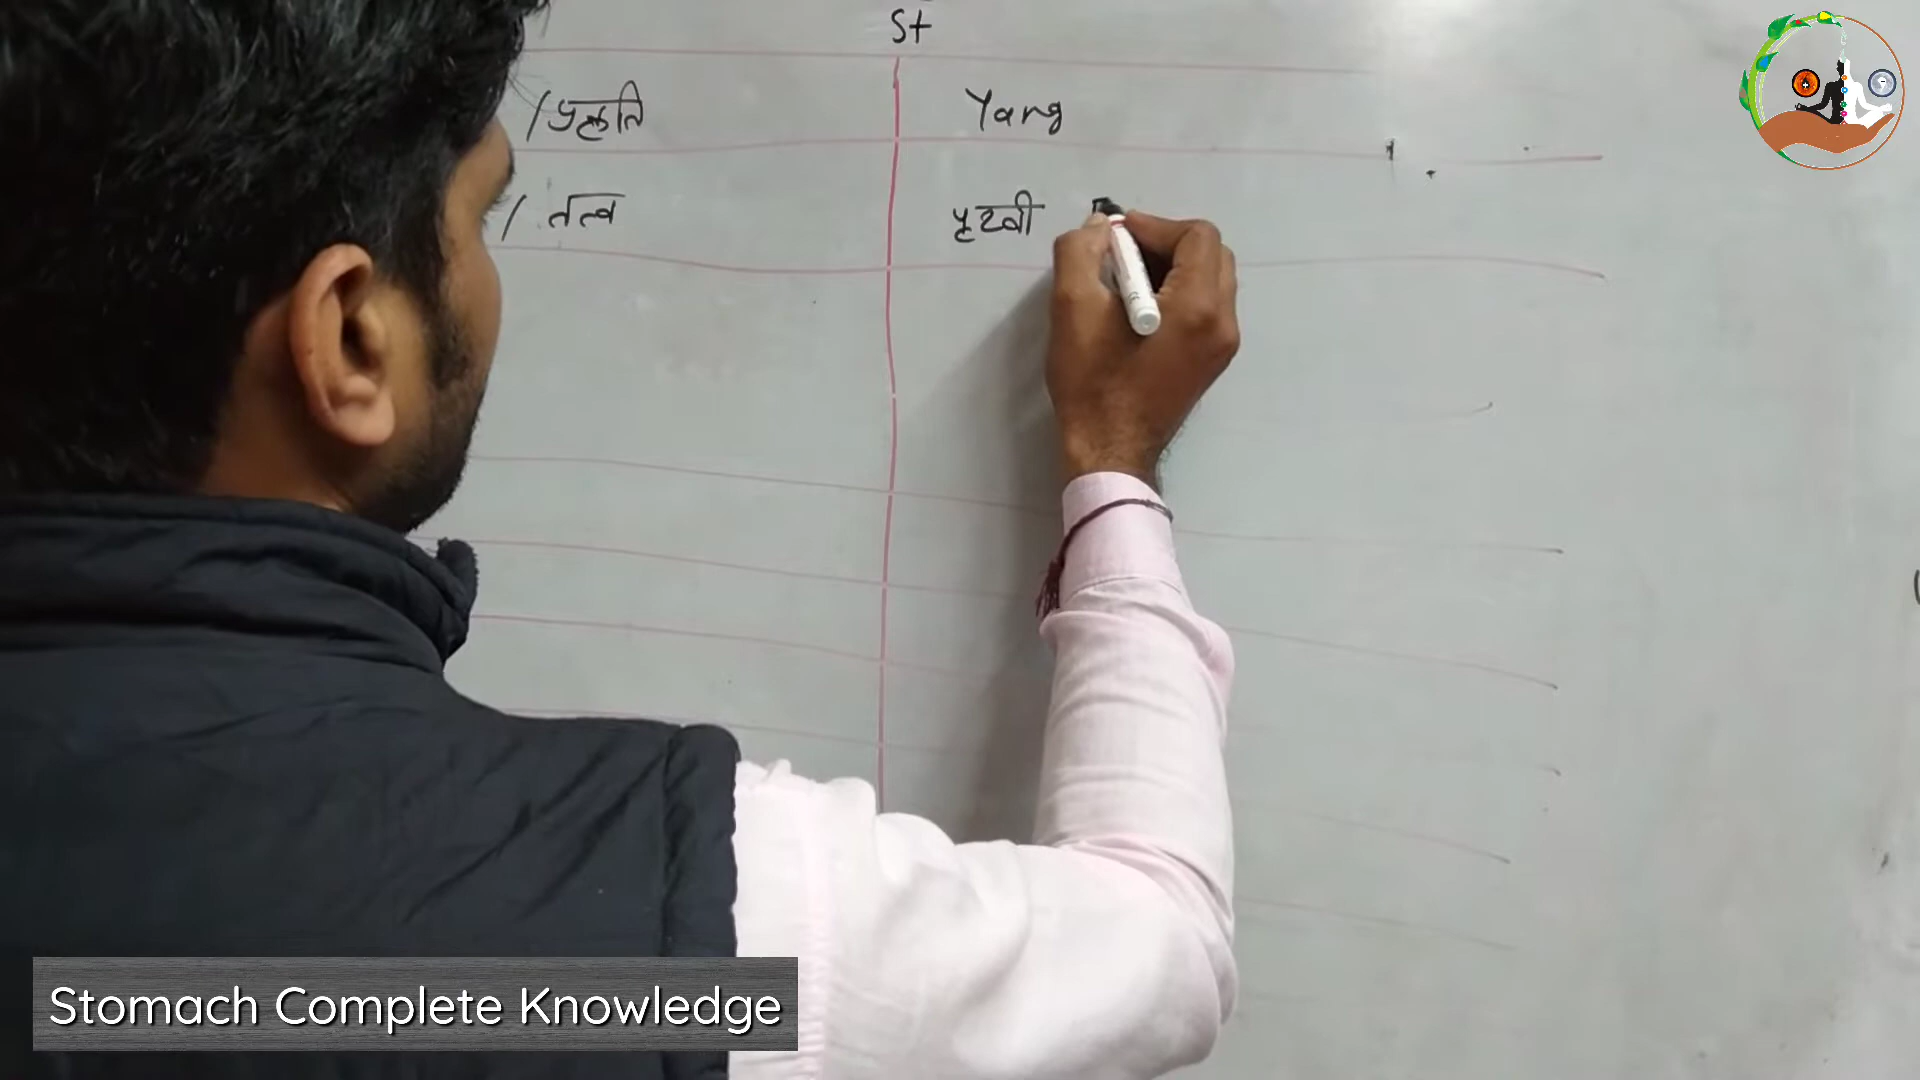 St
/ प्रकृति Yang
/ तत्व पृथ्वी
Stomach Complete Knowledge